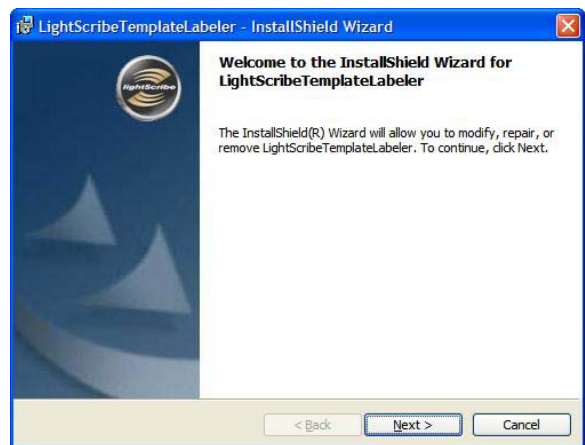 LightScribeTemplateLabeler - InstallShield Wizard
LightScribe
Welcome to the InstallShield Wizard for
LightScribeTemplateLabeler
The InstallShield(R) Wizard will allow you to modify, repair, or
remove LightScribeTemplateLabeler. To continue, click Next.
< Back
Next >
Cancel